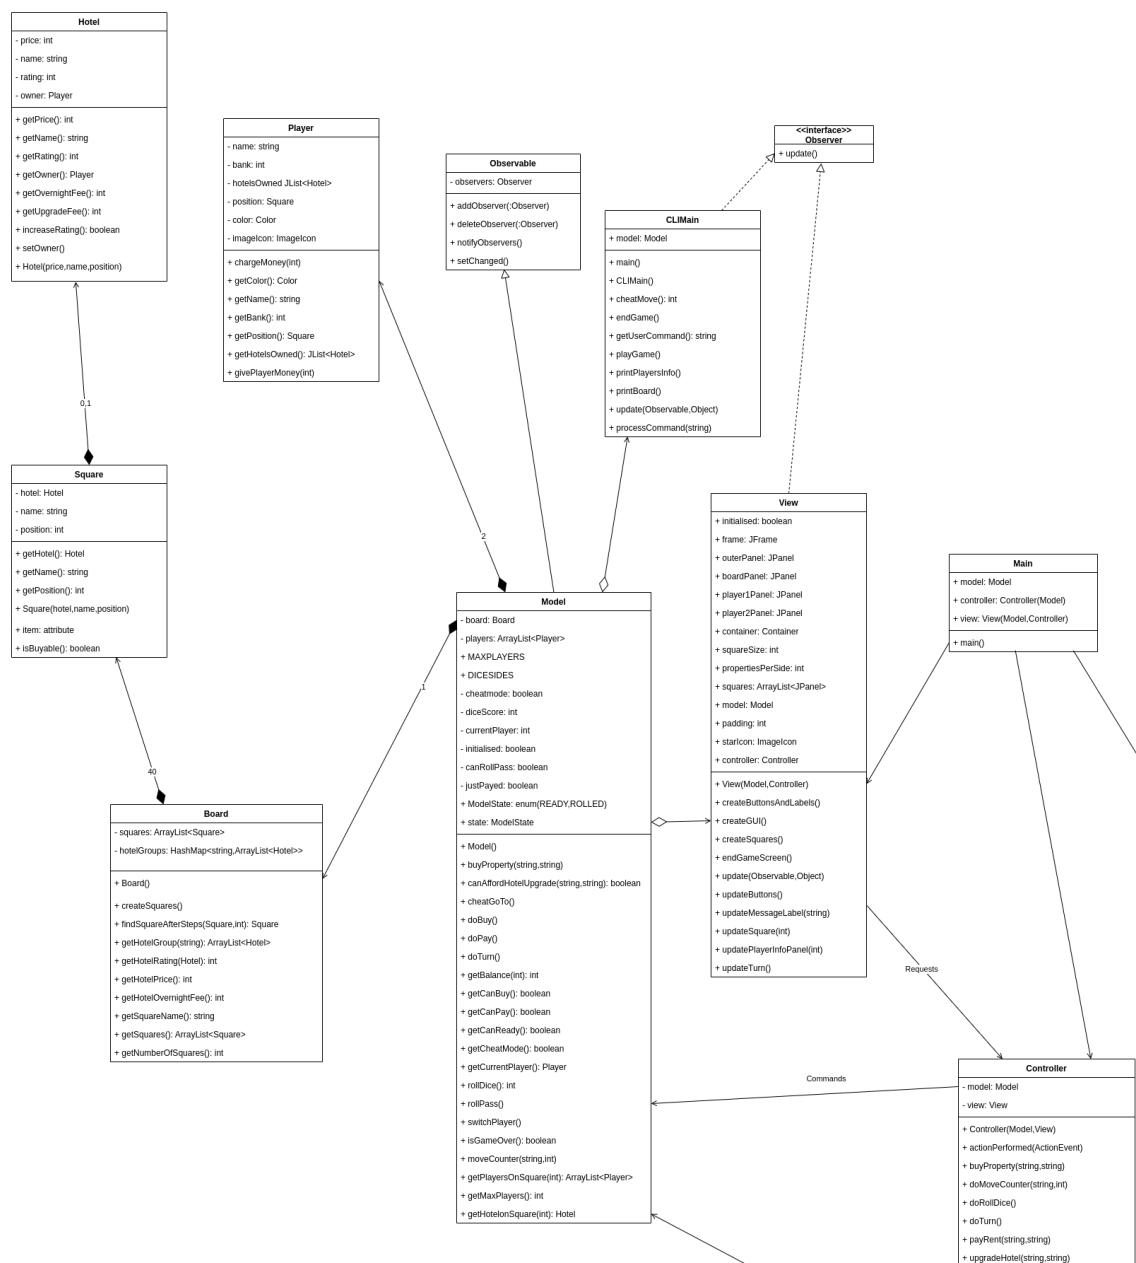 Hotel
- price: int
- name: string
- rating: int
- owner: Player
+ getPrice(): int
+ getName(): string
+ getRating(): int
+ getOwner(): Player
+ getOvernightFee(): int
+ getUpgradeFee(): int
+ increaseRating(): boolean
+ setOwner()
+ Hotel(price,name,position)
0,1
Square
- hotel: Hotel
- name: string
- position: int
+ getHotel(): Hotel
+ getName(): string
+ getPosition(): int
+ Square(hotel,name,position)
+ item: attribute
+ isBuyable(): boolean
40
Board
- squares: ArrayList<Square>
- hotelGroups: HashMap<string,ArrayList<Hotel>>
+ Board()
+ createSquares()
+ findSquareAfterSteps(Square,int): Square
+ getHotelGroup(string): ArrayList<Hotel>
+ getHotelRating(Hotel): int
+ getHotelPrice(): int
+ getHotelOvernightFee(): int
+ getSquareName(): string
+ getSquares(): ArrayList<Square>
+ getNumberOfSquares(): int
Player
- name: string
- bank: int
- hotelsOwned JList<Hotel>
- position: Square
- color: Color
- imageIcon: ImageIcon
+ chargeMoney(int)
+ getColor(): Color
+ getName(): string
+ getBank(): int
+ getPosition(): Square
+ getHotelsOwned(): JList<Hotel>
+ givePlayerMoney(int)
2
1
Observable
- observers: Observer
+ addObserver(:Observer)
+ deleteObserver(:Observer)
+ notifyObservers()
+ setChanged()
<<interface>>
Observer
+ update()
CLIMain
+ model: Model
+ main()
+ CLIMain()
+ cheatMove(): int
+ endGame()
+ getUserCommand(): string
+ playGame()
+ printPlayersInfo()
+ printBoard()
+ update(Observable,Object)
+ processCommand(string)
Model
- board: Board
- players: ArrayList<Player>
+ MAXPLAYERS
+ DICESIDES
- cheatmode: boolean
- diceScore: int
- currentPlayer: int
- initialised: boolean
- canRollPass: boolean
- justPayed: boolean
+ ModelState: enum(READY,ROLLED)
+ state: ModelState
+ Model()
+ buyProperty(string,string)
+ canAffordHotelUpgrade(string,string): boolean
+ cheatGoTo()
+ doBuy()
+ doPay()
+ doTurn()
+ getBalance(int): int
+ getCanBuy(): boolean
+ getCanPay(): boolean
+ getCanReady(): boolean
+ getCheatMode(): boolean
+ getCurrentPlayer(): Player
+ rollDice(): int
+ rollPass()
+ switchPlayer()
+ isGameOver(): boolean
+ moveCounter(string,int)
+ getPlayersOnSquare(int): ArrayList<Player>
+ getMaxPlayers(): int
+ getHotelonSquare(int): Hotel
View
+ initialised: boolean
+ frame: JFrame
+ outerPanel: JPanel
+ boardPanel: JPanel
+ player1Panel: JPanel
+ player2Panel: JPanel
+ container: Container
+ squareSize: int
+ propertiesPerSide: int
+ squares: ArrayList<JPanel>
+ model: Model
+ padding: int
+ starIcon: ImageIcon
+ controller: Controller
+ View(Model,Controller)
+ createButtonsAndLabels()
+ createGUI()
+ createSquares()
+ endGameScreen()
+ update(Observable,Object)
+ updateButtons()
+ updateMessageLabel(string)
+ updateSquare(int)
+ updatePlayerInfoPanel(int)
+ updateTurn()
Main
+ model: Model
+ controller: Controller(Model)
+ view: View(Model,Controller)
+ main()
Requests
Commands
Controller
- model: Model
- view: View
+ Controller(Model,View)
+ actionPerformed(ActionEvent)
+ buyProperty(string,string)
+ doMoveCounter(string,int)
+ doRollDice()
+ doTurn()
+ payRent(string,string)
+ upgradeHotel(string,string)